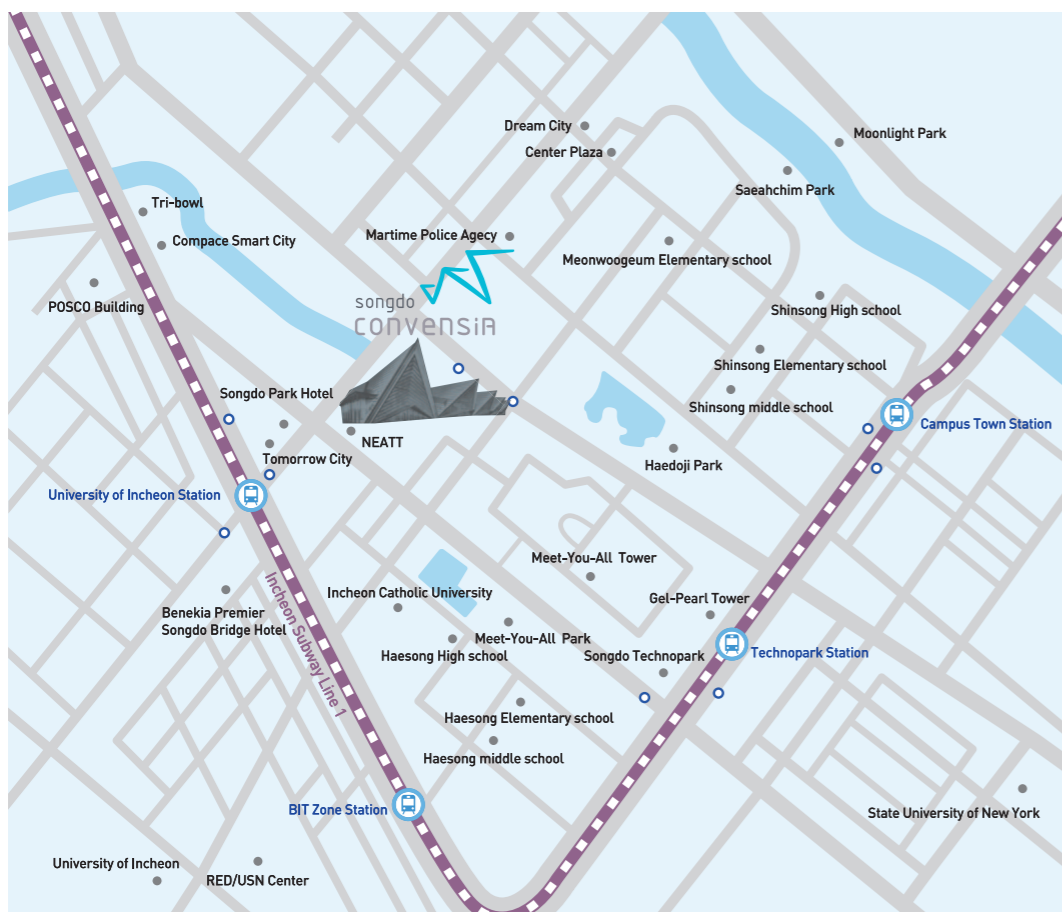 Dream City
Center Plaza
Moonlight Park
Saeahchim Park
Tri-bowl
Compace Smart City
Martime Police Agecy
Meonwoogeum Elementary school
POSCO Building
songdo
convensia
Shinsong High school
Shinsong Elementary school
Songdo Park Hotel
Shinsong middle school
Campus Town Station
NEATT
Tomorrow City
Haedoji Park
University of Incheon Station
Meet-You-All Tower
Incheon Catholic University
Gel-Pearl Tower
Benekia Premier
Songdo Bridge Hotel
Incheon Subway Line 1
Meet-You-All Park
Haesong High school
Songdo Technopark
Technopark Station
Haesong Elementary school
Haesong middle school
BIT Zone Station
State University of New York
University of Incheon
RED/USN Center